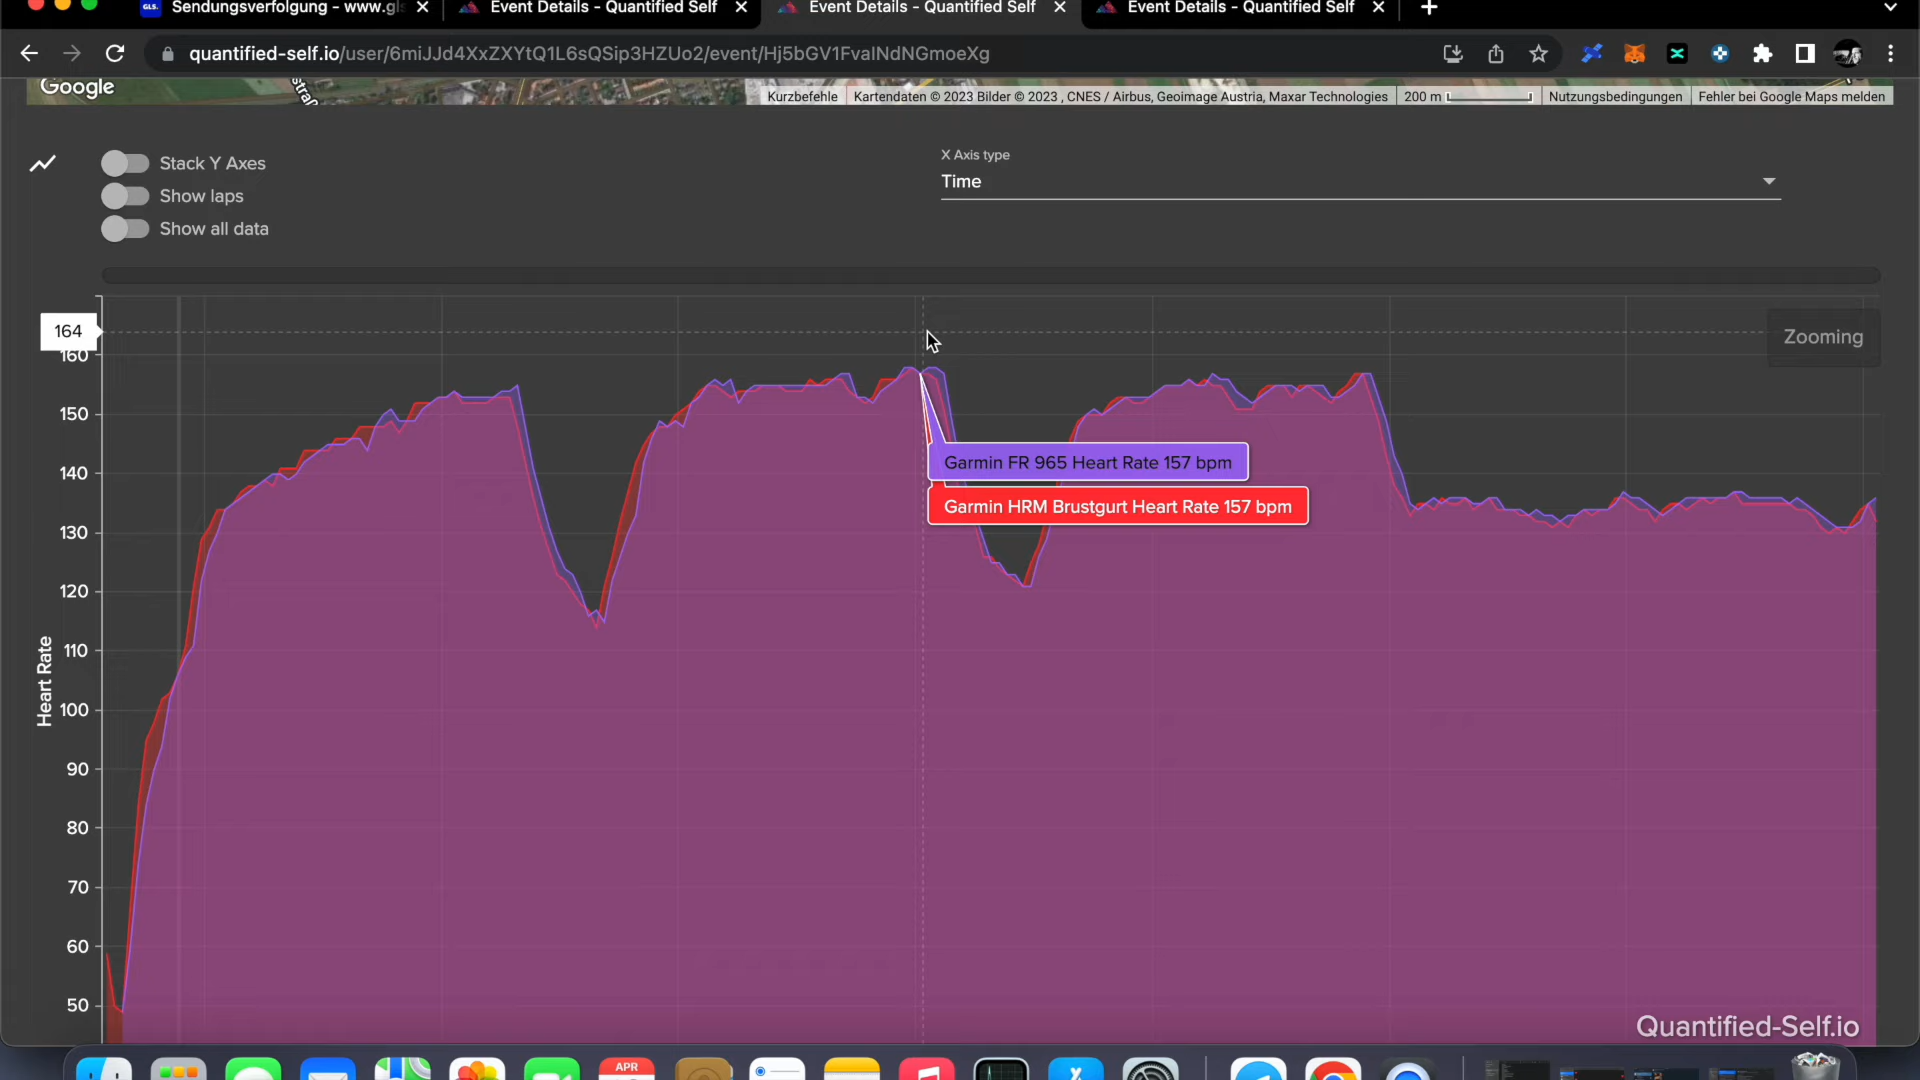 GLS. Sendungsverfolgung - www.gls
Event Details - Quantified Self
Event Details - Quantified Self
Event Details - Quantified Self
quantified-self.io/user/6miJJd4XxZXYtQ1L6sQSip3HZUo2/event/Hj5bGV1FvaINdNGmoeXg
Google
Kurzbefehle
Kartendaten © 2023 Bilder © 2023 , CNES / Airbus, Geoimage Austria, Maxar Technologies
200 m
Nutzungsbedingungen
Fehler bei Google Maps melden
Stack Y Axes
Show laps
Show all data
X Axis type
Time
164
Zooming
160
150
140
130
120
110
100
90
80
70
60
50
Heart Rate
Garmin FR 965 Heart Rate 157 bpm
Garmin HRM Brustgurt Heart Rate 157 bpm
Quantified-Self.io
APR